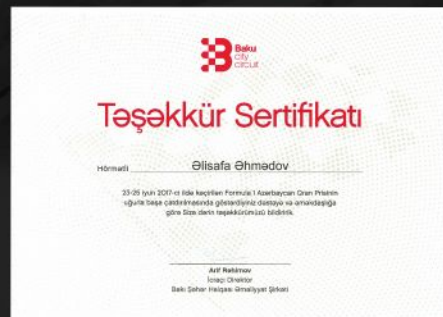 Baku
city
circuit
Təşəkkür Sertifikatı
Hörmətli Əlisafa Əhmədov
23-25 iyun 2017-ci ildə keçirilən Formula 1 Azərbaycan Qran Prisinin
uğurla başa çatdırılmasında göstərdiyiniz dəstəyə və əməkdaşlığa
görə Sizə dərin təşəkkürümüzü bildiririk.
Arif Rəhimov
İcraçı Direktor
Bakı Şəhər Halqası Əməliyyat Şirkəti